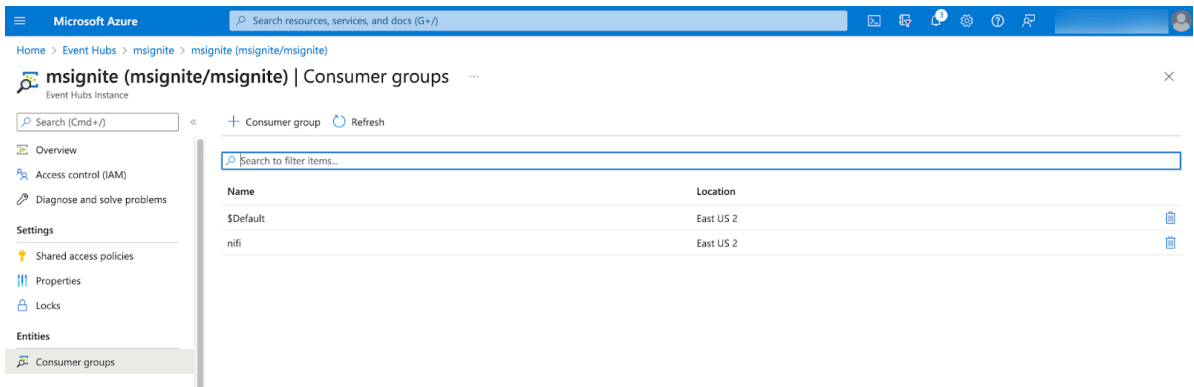 Microsoft Azure
Search resources, services, and docs (G+/)
3
Home > Event Hubs > msignite > msignite (msignite/msignite)
msignite (msignite/msignite) | Consumer groups ...
Event Hubs Instance
Search (Cmd+/)
«
+ Consumer group
Refresh
Overview
Access control (IAM)
Diagnose and solve problems
Settings
Shared access policies
Properties
Locks
Entities
Consumer groups
Search to filter items...
Name Location
$Default East US 2
nifi East US 2